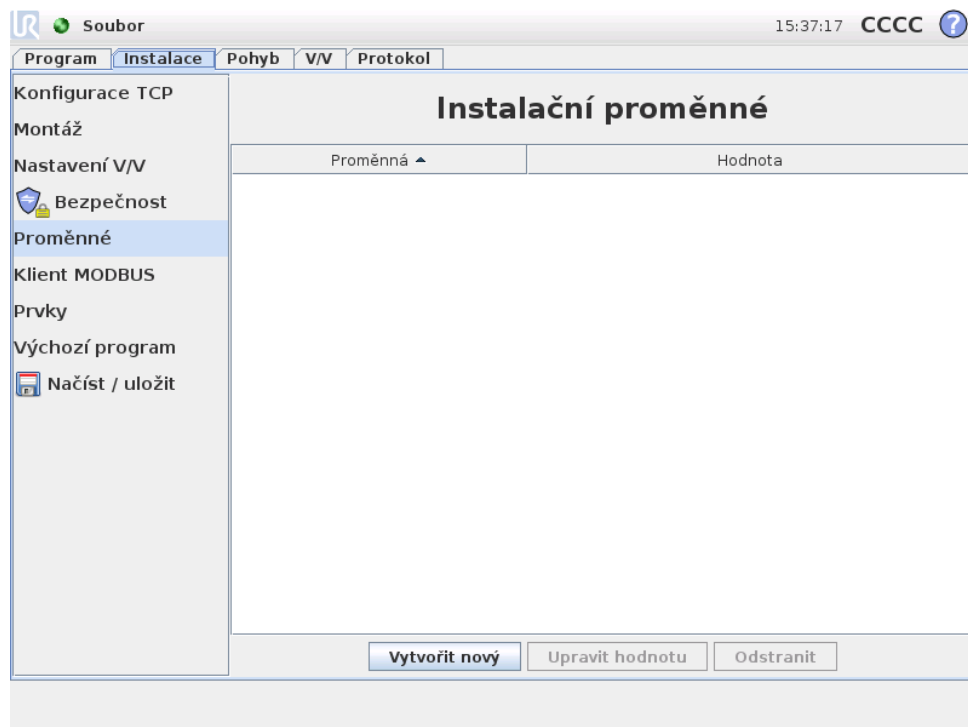 UR Soubor 15:37:17 CCCC ?
Program Instalace Pohyb V/V Protokol
Konfigurace TCP
Montáž
Nastavení V/V
Bezpečnost
Proměnné
Klient MODBUS
Prvky
Výchozí program
Načíst / uložit
Instalační proměnné
Proměnná Hodnota
Vytvořit nový Upravit hodnotu Odstranit